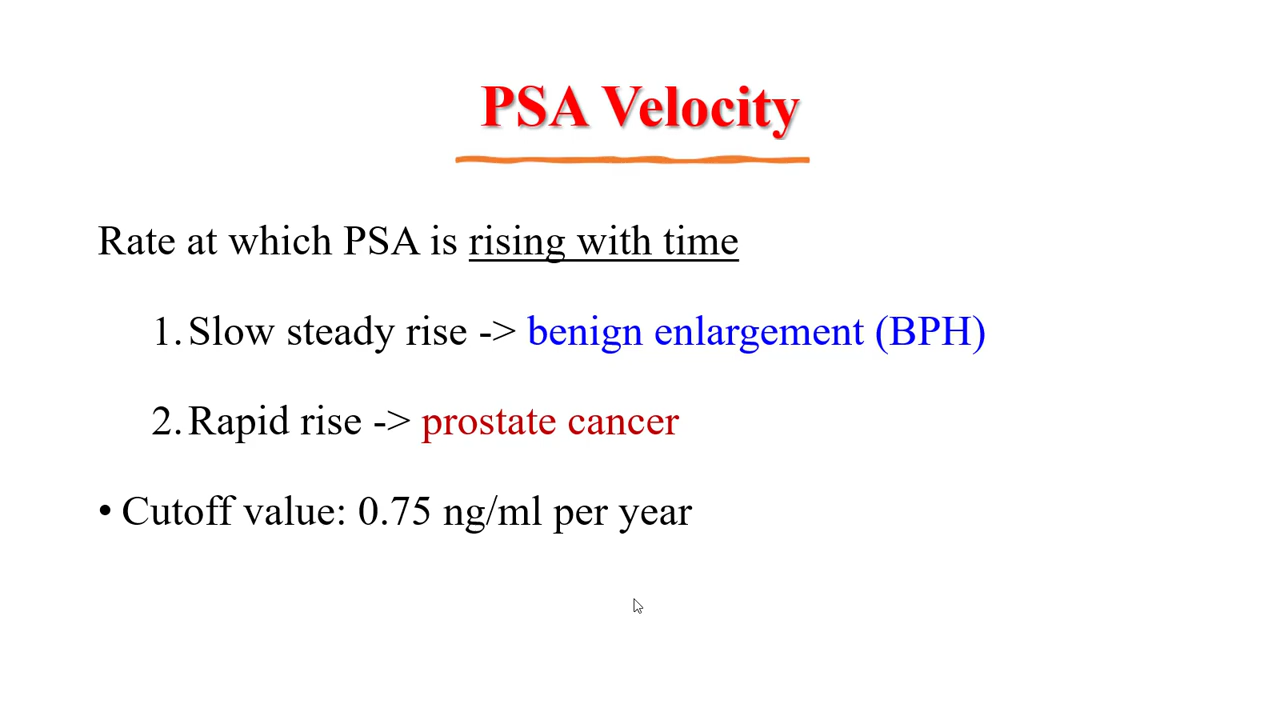 PSA Velocity
Rate at which PSA is rising with time
1. Slow steady rise -> benign enlargement (BPH)
2. Rapid rise -> prostate cancer
• Cutoff value: 0.75 ng/ml per year